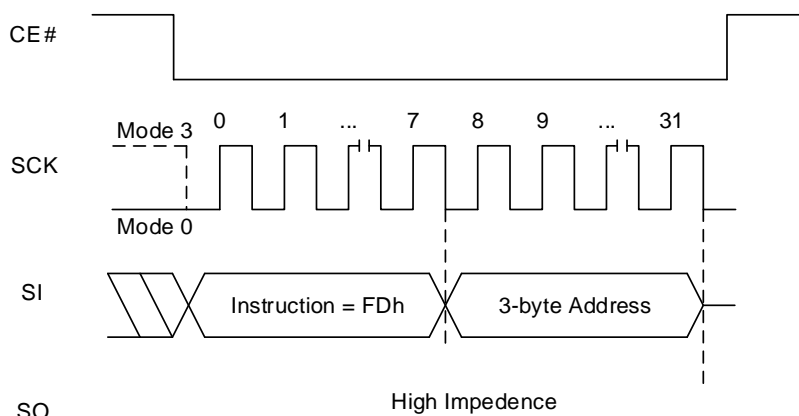 CE#
0 1 ... 7 8 9 ... 31
Mode 3
SCK
Mode 0
SI
Instruction = FDh
3-byte Address
High Impedence
SO